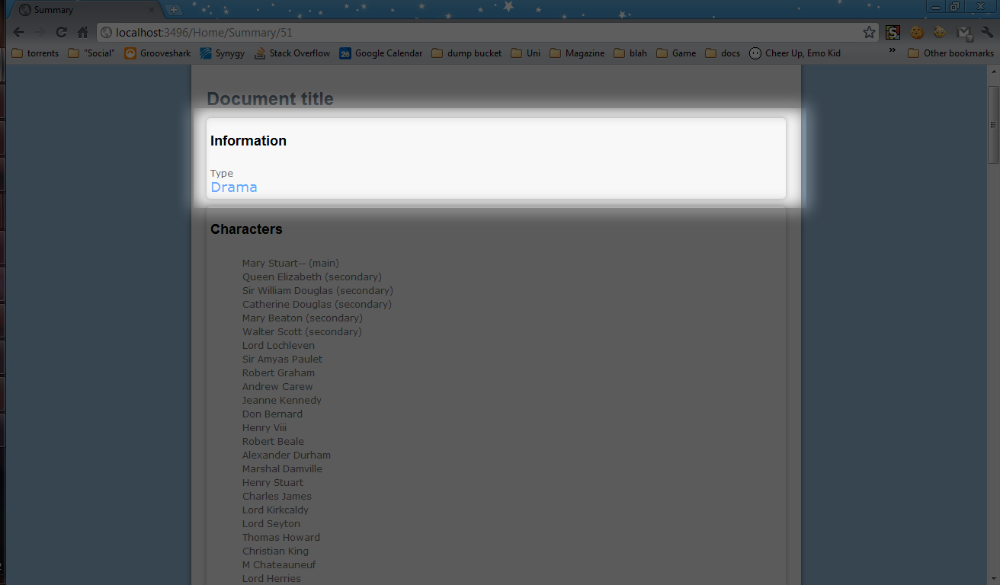 Summary
localhost:3496/Home/Summary/51
torrents "Social" Grooveshark Synygy Stack Overflow 28 Google Calendar dump bucket Uni Magazine blah Game docs Cheer Up, Emo Kid » Other bookmarks
Document title
Information
Type
Drama
Characters
Mary Stuart-- (main)
Queen Elizabeth (secondary)
Sir William Douglas (secondary)
Catherine Douglas (secondary)
Mary Beaton (secondary)
Walter Scott (secondary)
Lord Lochleven
Sir Amyas Paulet
Robert Graham
Andrew Carew
Jeanne Kennedy
Don Bernard
Henry Viii
Robert Beale
Alexander Durham
Marshal Damville
Henry Stuart
Charles James
Lord Kirkcaldy
Lord Seyton
Thomas Howard
Christian King
M Chateauneuf
Lord Herries